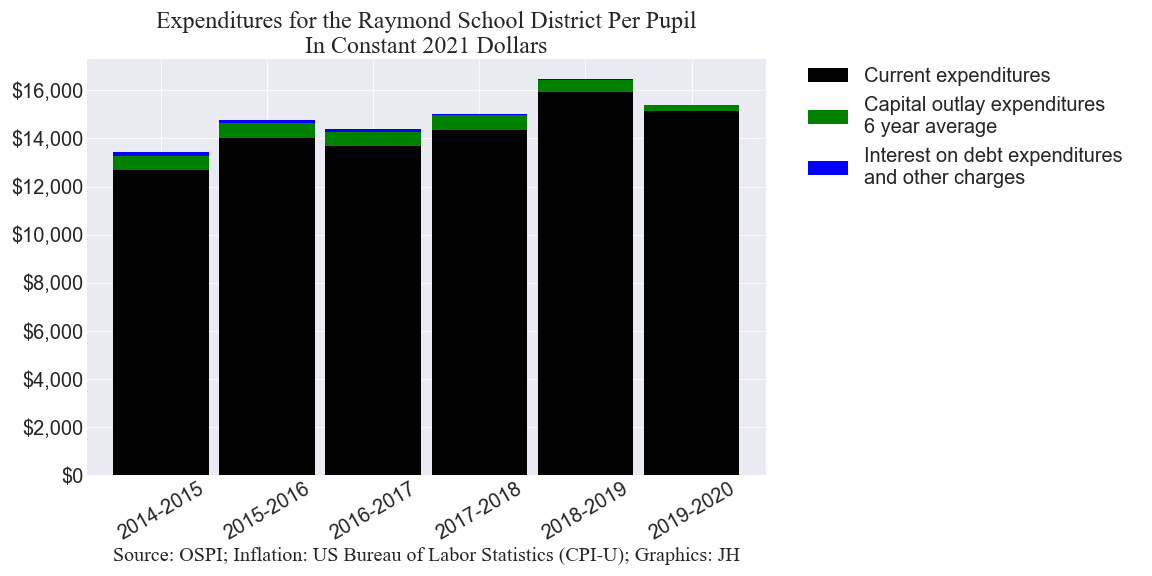 Expenditures for the Raymond School District Per Pupil
In Constant 2021 Dollars
$16,000
$14,000
$12,000
$10,000
$8,000
$6,000
$4,000
$2,000
$0
2014-2015
2015-2016
2016-2017
2017-2018
2018-2019
2019-2020
Current expenditures
Capital outlay expenditures
6 year average
Interest on debt expenditures
and other charges
Source: OSPI; Inflation: US Bureau of Labor Statistics (CPI-U); Graphics: JH